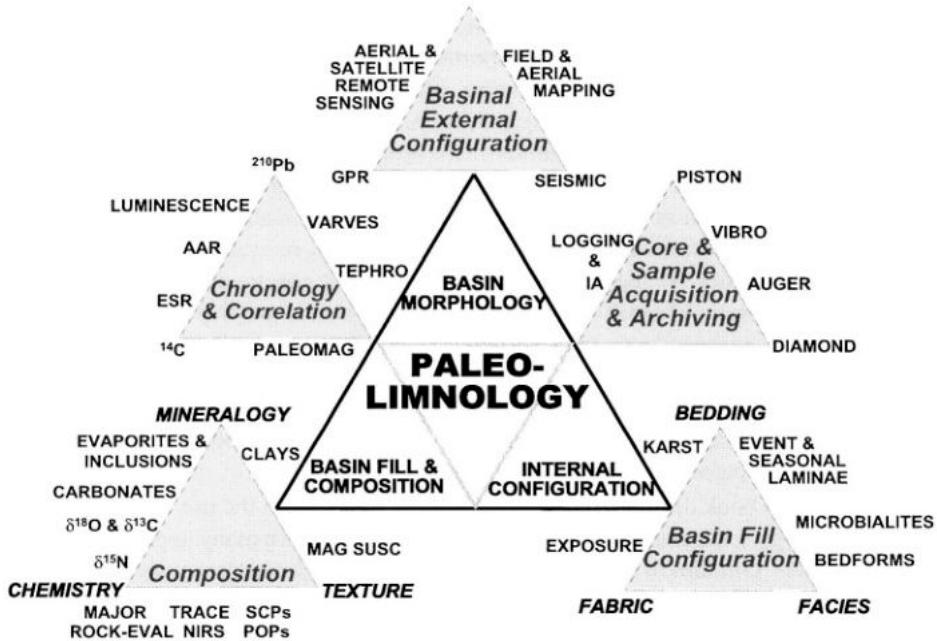 AERIAL &
SATELLITE
REMOTE
SENSING
FIELD &
AERIAL
MAPPING
Basinal
External
Configuration
GPR
SEISMIC
²¹⁰Pb
LUMINESCENCE
VARVES
AAR
TEPHRO
ESR
Chronology
& Correlation
¹⁴C
PALEOMAG
PISTON
VIBRO
LOGGING
&
IA
Core &
Sample
Acquisition
& Archiving
AUGER
DIAMOND
BASIN
MORPHOLOGY
PALEO-
LIMNOLOGY
BASIN FILL &
COMPOSITION
INTERNAL
CONFIGURATION
MINERALOGY
EVAPORITES &
INCLUSIONS
CLAYS
CARBONATES
δ¹⁸O & δ¹³C
δ¹⁵N
MAG SUSC
Composition
CHEMISTRY
TEXTURE
MAJOR TRACE SCPs
ROCK-EVAL NIRS POPs
BEDDING
KARST
EVENT &
SEASONAL
LAMINAE
MICROBIALITES
EXPOSURE
Basin Fill
Configuration
BEDFORMS
FABRIC
FACIES